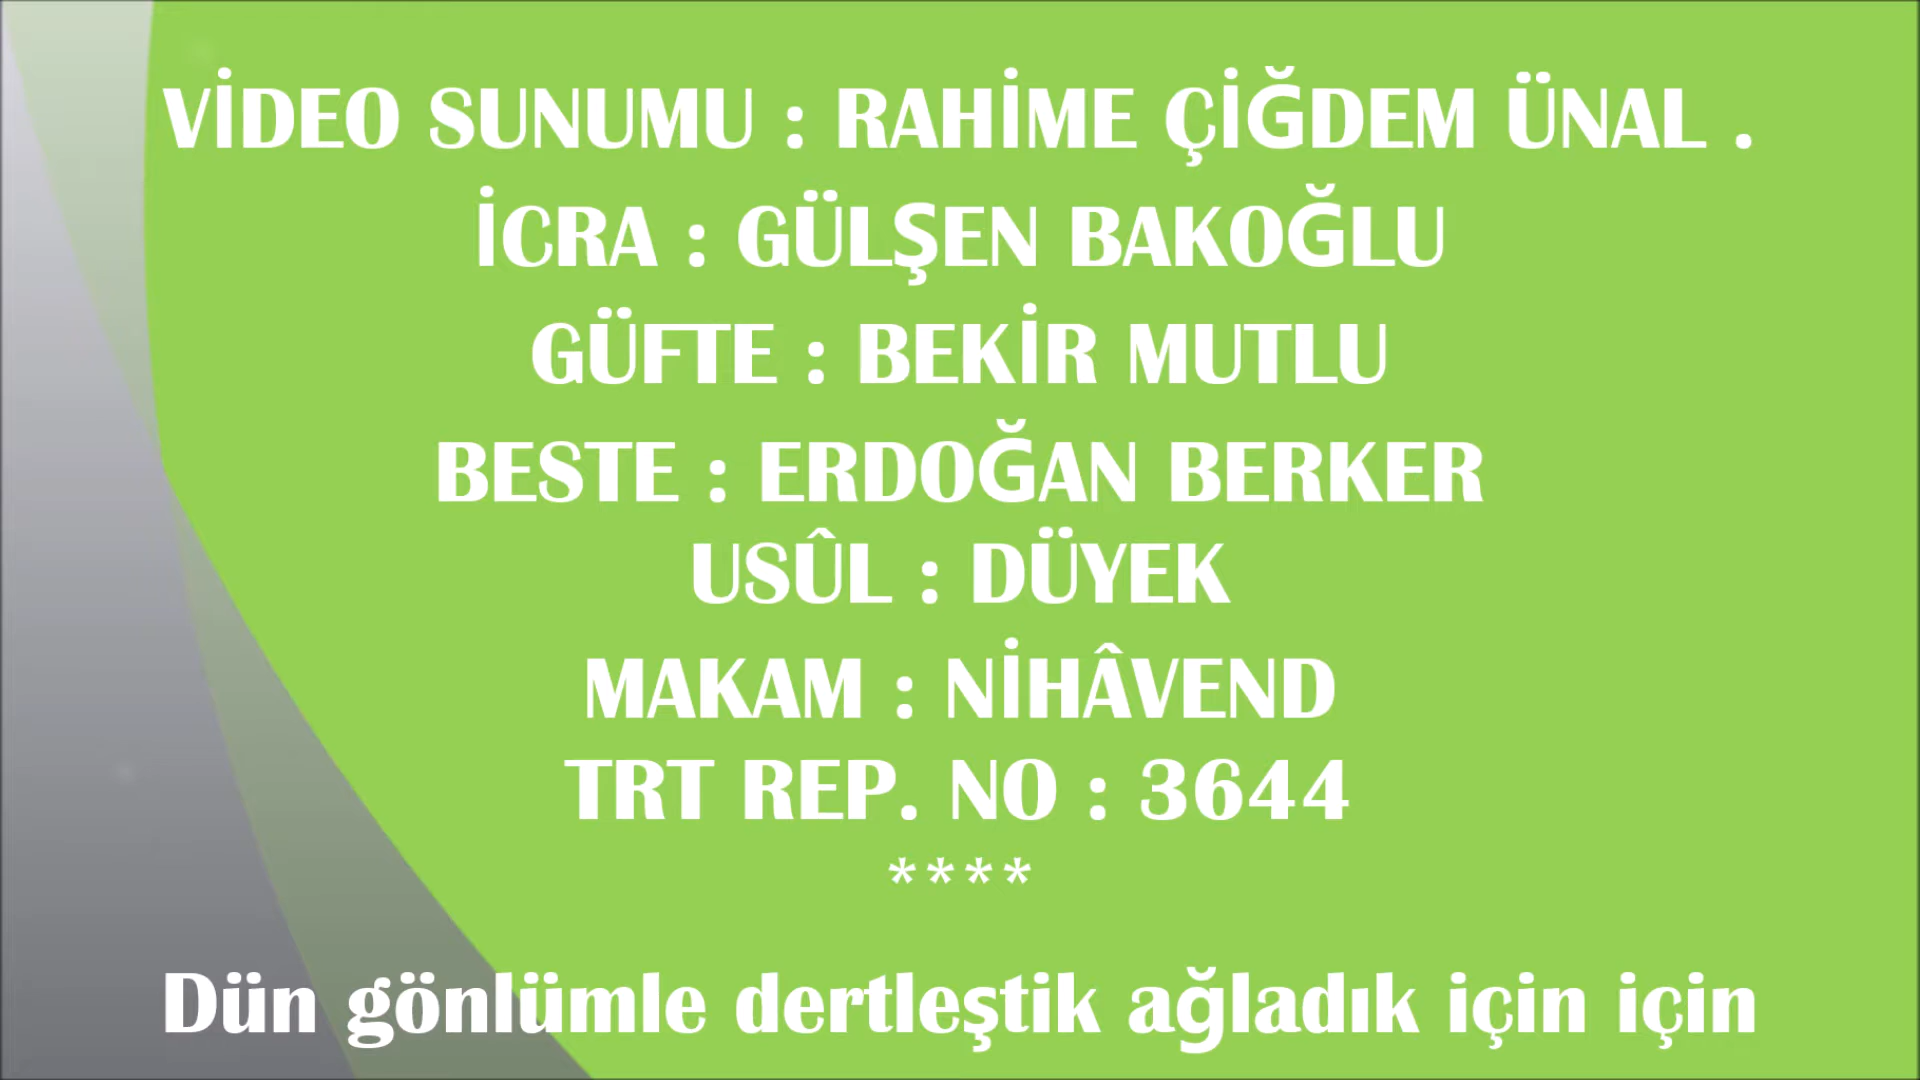 VİDEO SUNUMU : RAHİME ÇİĞDEM ÜNAL .
İCRA : GÜLŞEN BAKOĞLU
GÜFTE : BEKİR MUTLU
BESTE : ERDOĞAN BERKER
USÛL : DÜYEK
MAKAM : NİHÂVEND
TRT REP. NO : 3644
****
Dün gönlümle dertleştik ağladık için için